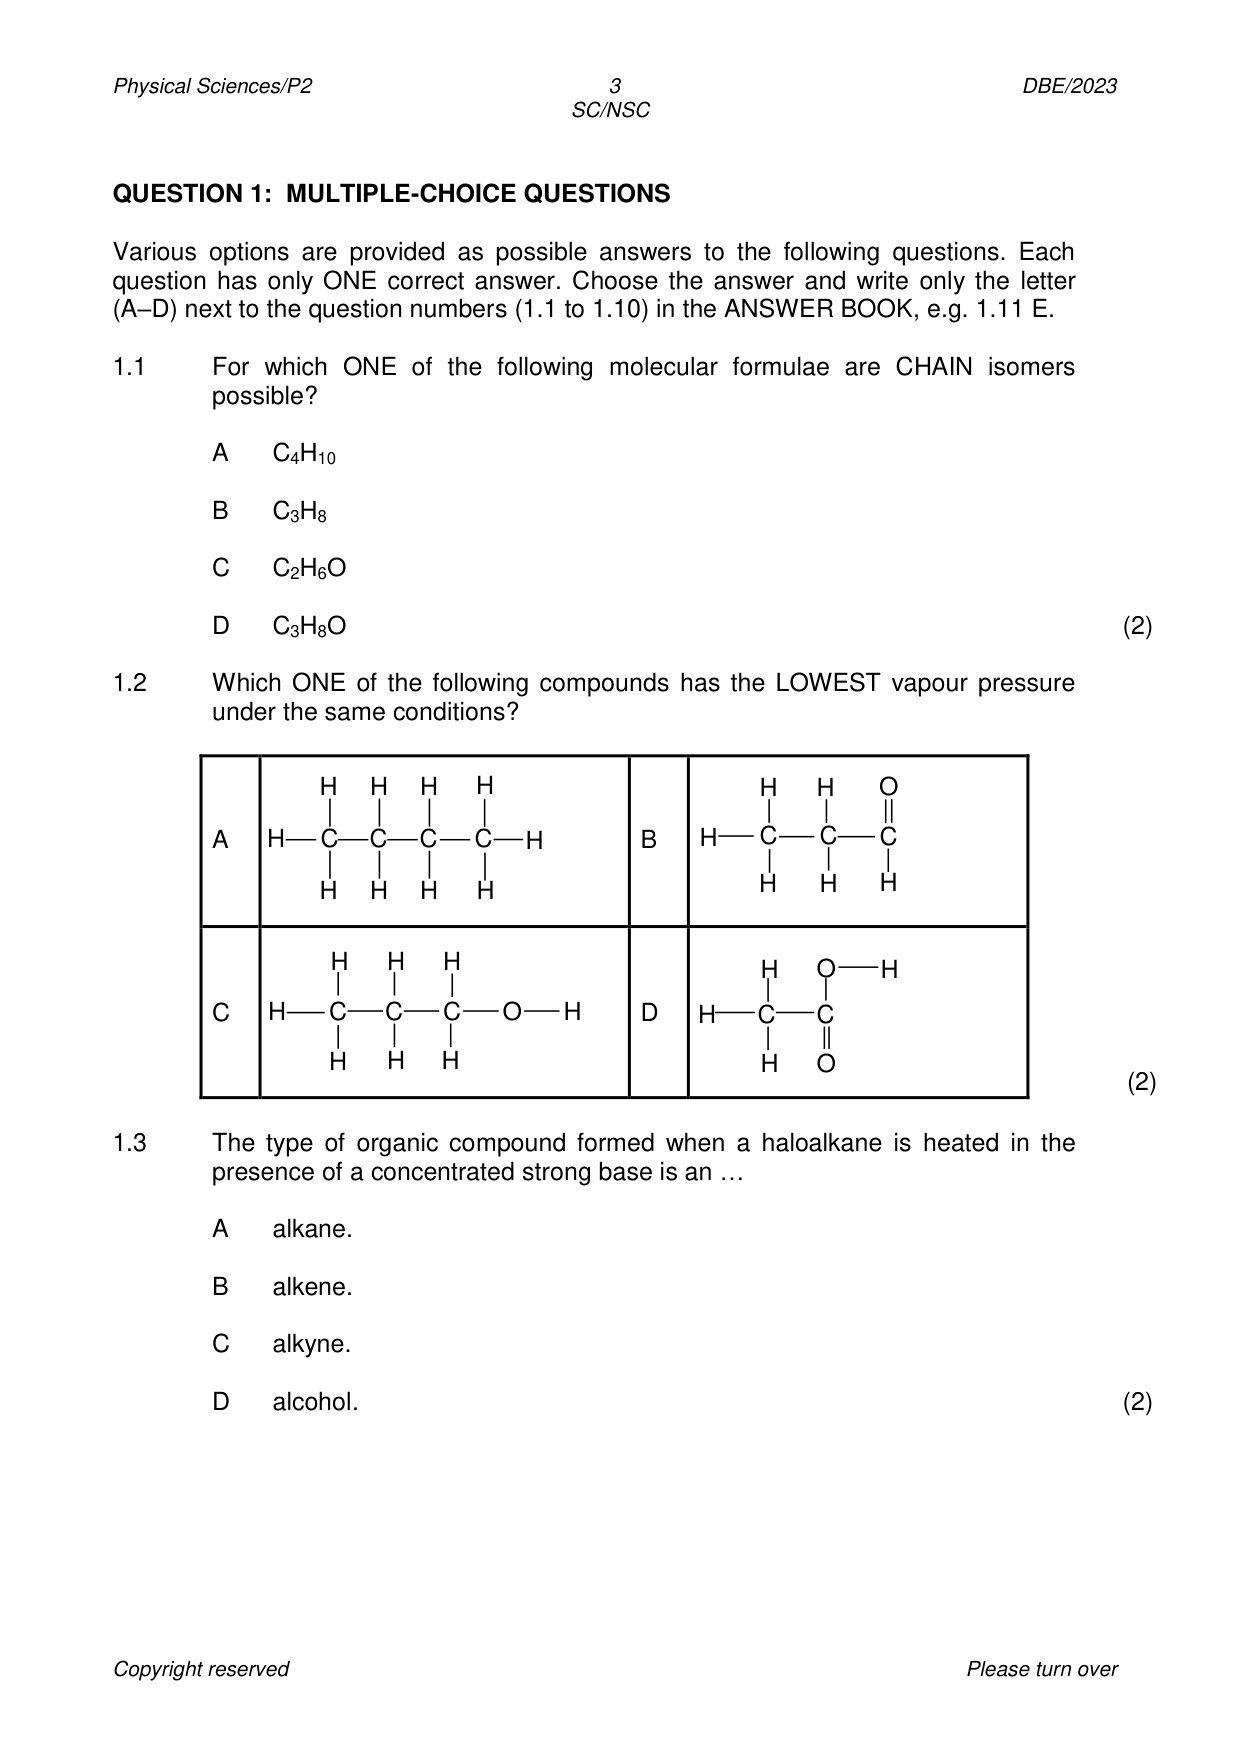 Physical Sciences/P2 3 DBE/2023
SC/NSC
QUESTION 1: MULTIPLE-CHOICE QUESTIONS
Various options are provided as possible answers to the following questions. Each
question has only ONE correct answer. Choose the answer and write only the letter
(A–D) next to the question numbers (1.1 to 1.10) in the ANSWER BOOK, e.g. 1.11 E.
1.1 For which ONE of the following molecular formulae are CHAIN isomers
possible?
A C₄H₁₀
B C₃H₈
C C₂H₆O
D C₃H₈O (2)
1.2 Which ONE of the following compounds has the LOWEST vapour pressure
under the same conditions?
H H H H
A H—C—C—C—C—H
H H H H
H H O
B H—C—C—C
H H H
H H H
C H—C—C—C—O—H
H H H
H O—H
D H—C—C
H O
(2)
1.3 The type of organic compound formed when a haloalkane is heated in the
presence of a concentrated strong base is an …
A alkane.
B alkene.
C alkyne.
D alcohol. (2)
Copyright reserved Please turn over